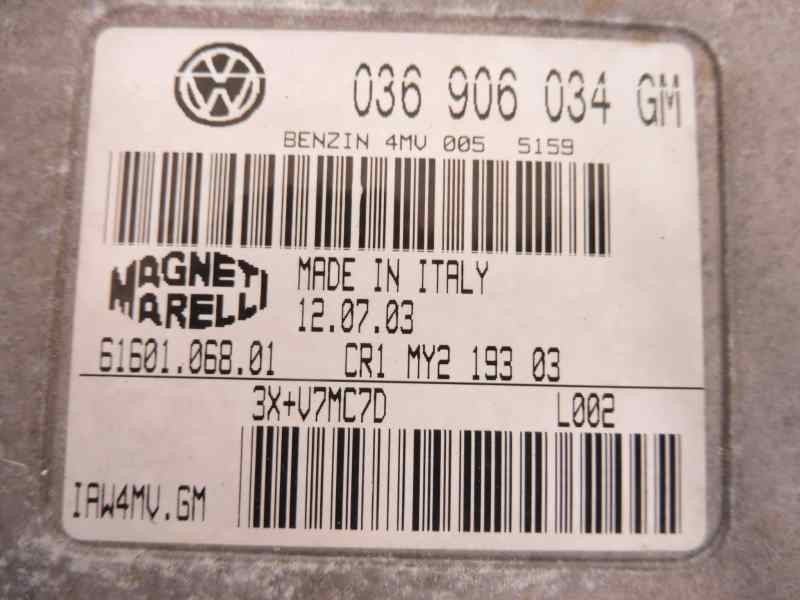 036 906 034 GM
BENZIN 4MV 005 5159
MAGNETI
MARELLI
MADE IN ITALY
12.07.03
61601.068.01 CR1 MY2 193 03
3X+V7MC7D L002
IAW4MV.GM